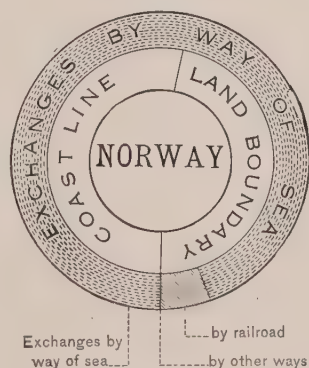 EXCHANGES BY WAY OF SEA
COAST LINE
LAND BOUNDARY
NORWAY
Exchanges by
way of sea
by railroad
by other ways